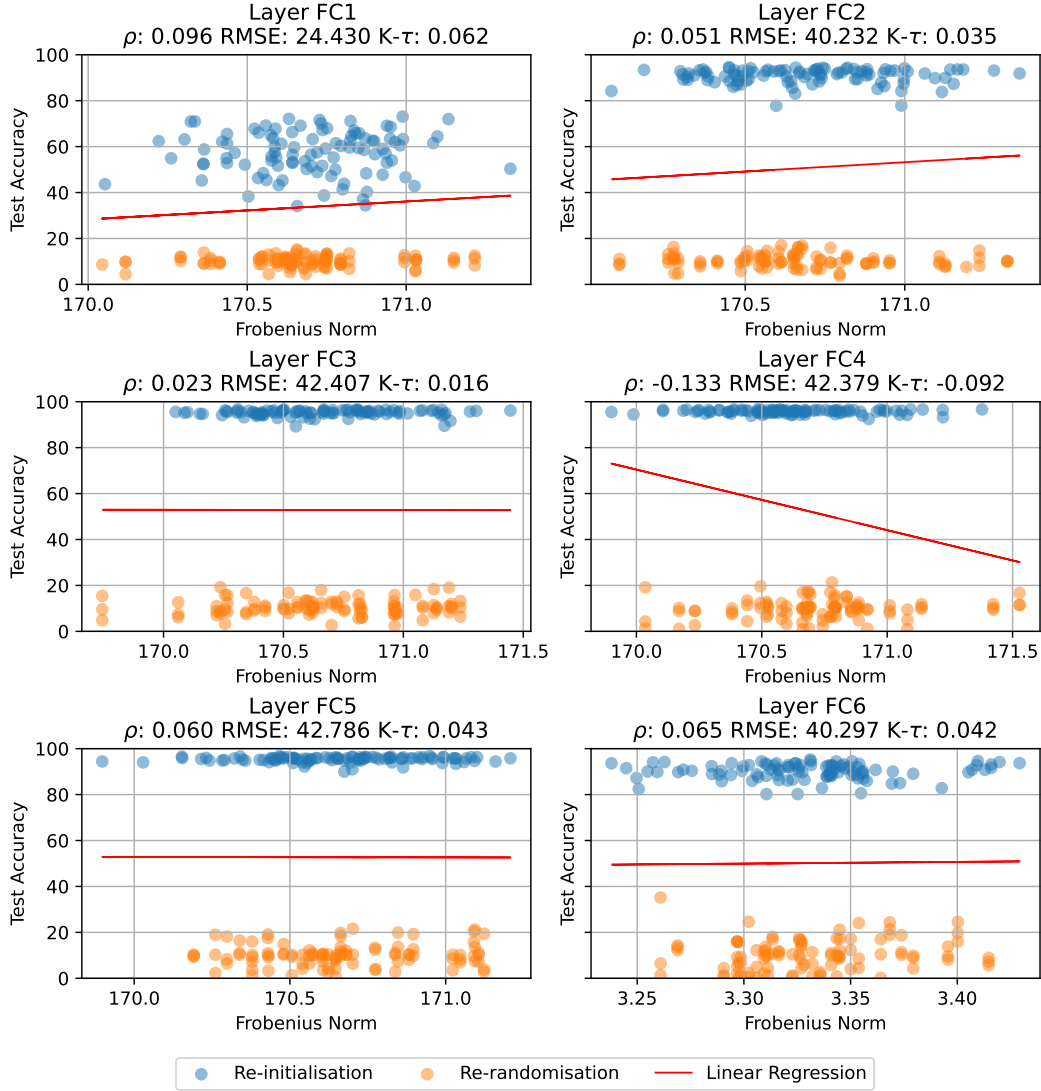 Layer FC1
ρ: 0.096 RMSE: 24.430 K-τ: 0.062
Test Accuracy
100
80
60
40
20
0
170.0 170.5 171.0
Frobenius Norm
Layer FC2
ρ: 0.051 RMSE: 40.232 K-τ: 0.035
Test Accuracy
170.5 171.0
Frobenius Norm
Layer FC3
ρ: 0.023 RMSE: 42.407 K-τ: 0.016
Test Accuracy
100
80
60
40
20
0
170.0 170.5 171.0 171.5
Frobenius Norm
Layer FC4
ρ: -0.133 RMSE: 42.379 K-τ: -0.092
Test Accuracy
170.0 170.5 171.0 171.5
Frobenius Norm
Layer FC5
ρ: 0.060 RMSE: 42.786 K-τ: 0.043
Test Accuracy
100
80
60
40
20
0
170.0 170.5 171.0
Frobenius Norm
Layer FC6
ρ: 0.065 RMSE: 40.297 K-τ: 0.042
Test Accuracy
3.25 3.30 3.35 3.40
Frobenius Norm
Re-initialisation Re-randomisation Linear Regression